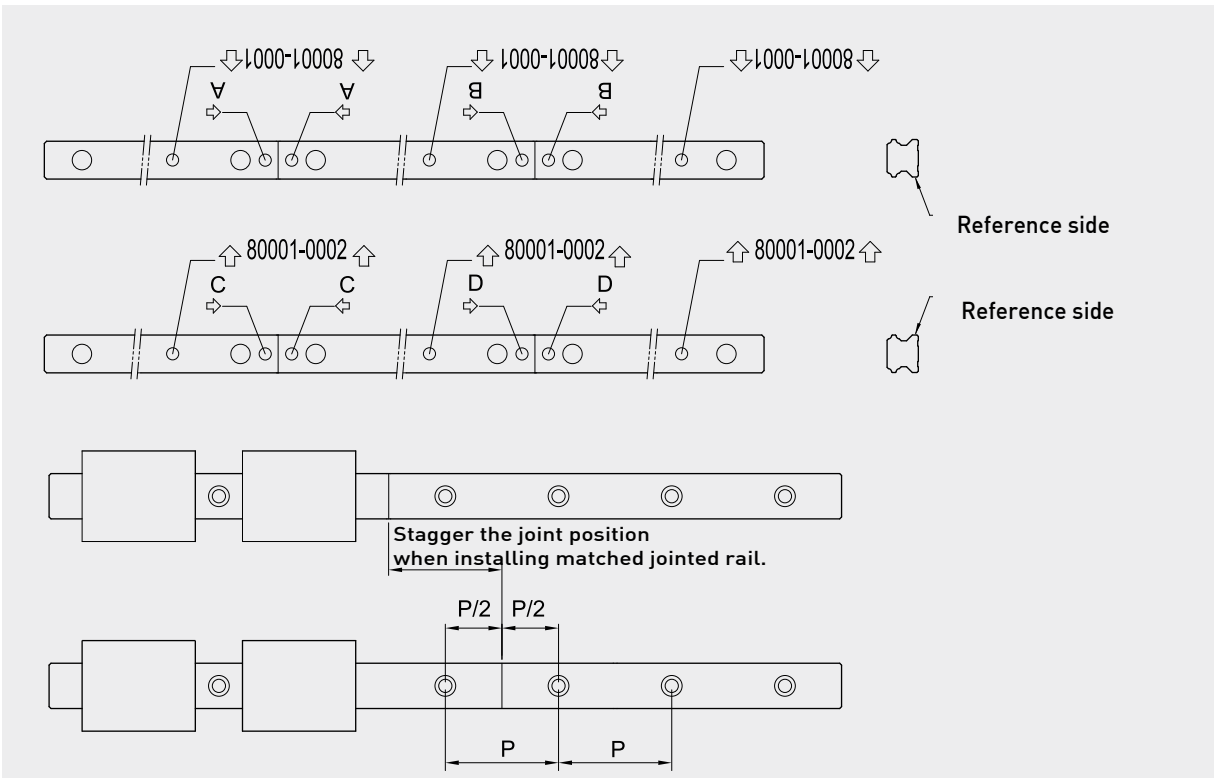 80001-0001 80001-0001 80001-0001
A A B B
Reference side
80001-0002 80001-0002 80001-0002
C C D D
Reference side
Stagger the joint position
when installing matched jointed rail.
P/2 P/2
P P